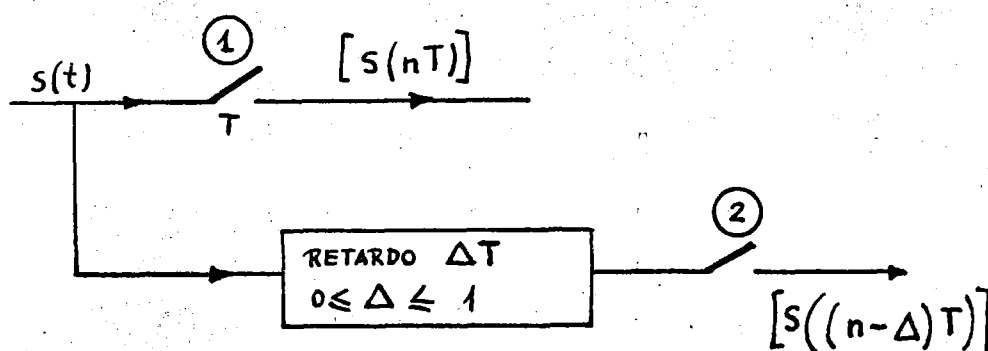 ①
s(t)
[S(nT)]
T
②
RETARDO ΔT
0≤ Δ ≤ 1
[S((n-Δ)T)]